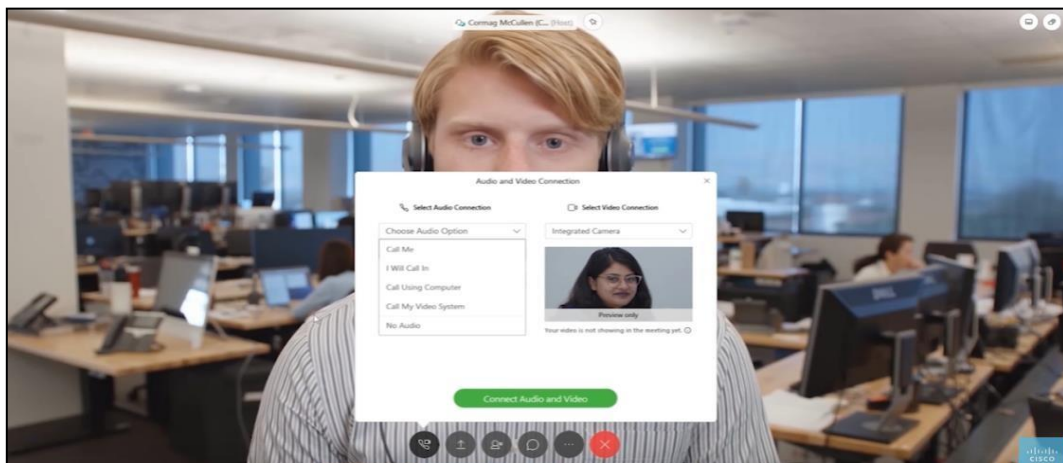 Cormag McCullen (C... (Host)
Audio and Video Connection
Select Audio Connection
Choose Audio Option
Call Me
I Will Call In
Call Using Computer
Call My Video System
No Audio
Select Video Connection
Integrated Camera
Preview only
Your video is not showing in the meeting yet.
Connect Audio and Video
CISCO